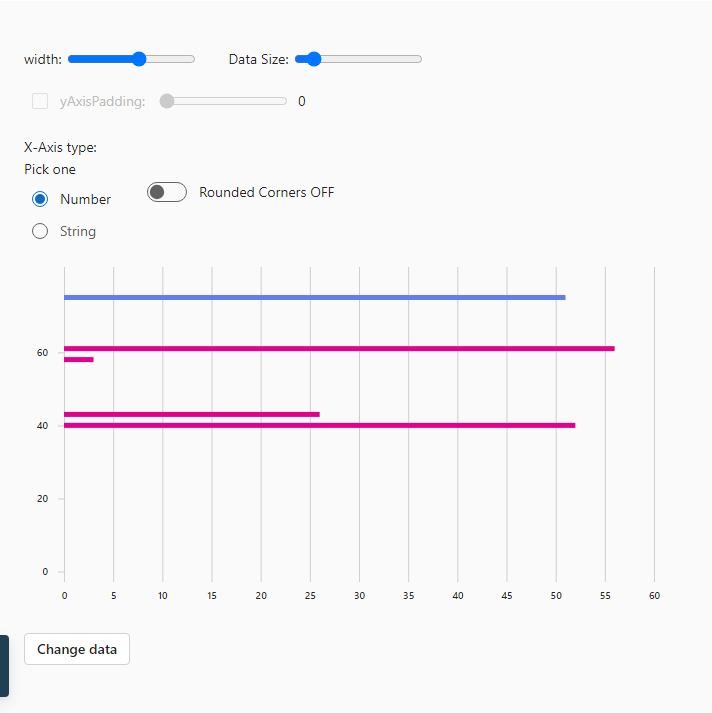 width: Data Size:
yAxisPadding: 0
X-Axis type:
Pick one
Number Rounded Corners OFF
String
60
40
20
0
0 5 10 15 20 25 30 35 40 45 50 55 60
Change data